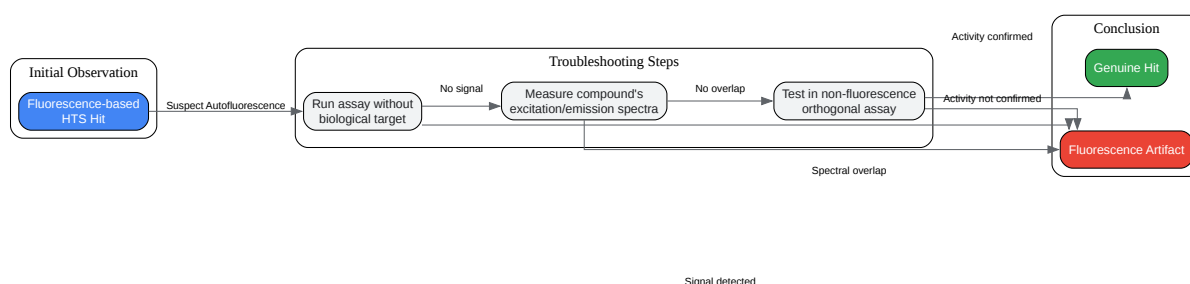 Initial Observation
Fluorescence-based
HTS Hit
Suspect Autofluorescence
Troubleshooting Steps
Run assay without
biological target
No signal
Measure compound's
excitation/emission spectra
No overlap
Test in non-fluorescence
orthogonal assay
Activity confirmed
Activity not confirmed
Spectral overlap
Signal detected
Conclusion
Genuine Hit
Fluorescence Artifact